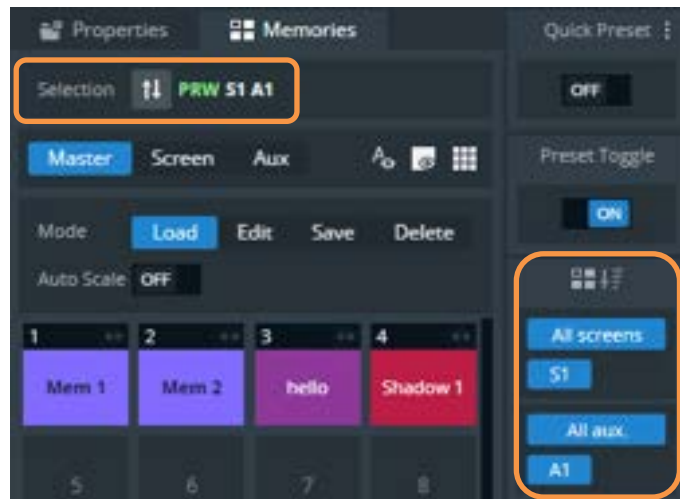 Properties
Memories
Quick Preset
Selection PRW S1 A1
OFF
Master Screen Aux
A
Preset Toggle
ON
Mode Load Edit Save Delete
Auto Scale OFF
1 2 3 4
Mem 1 Mem 2 hello Shadow 1
5 6 7 8
All screens
S1
All aux.
A1